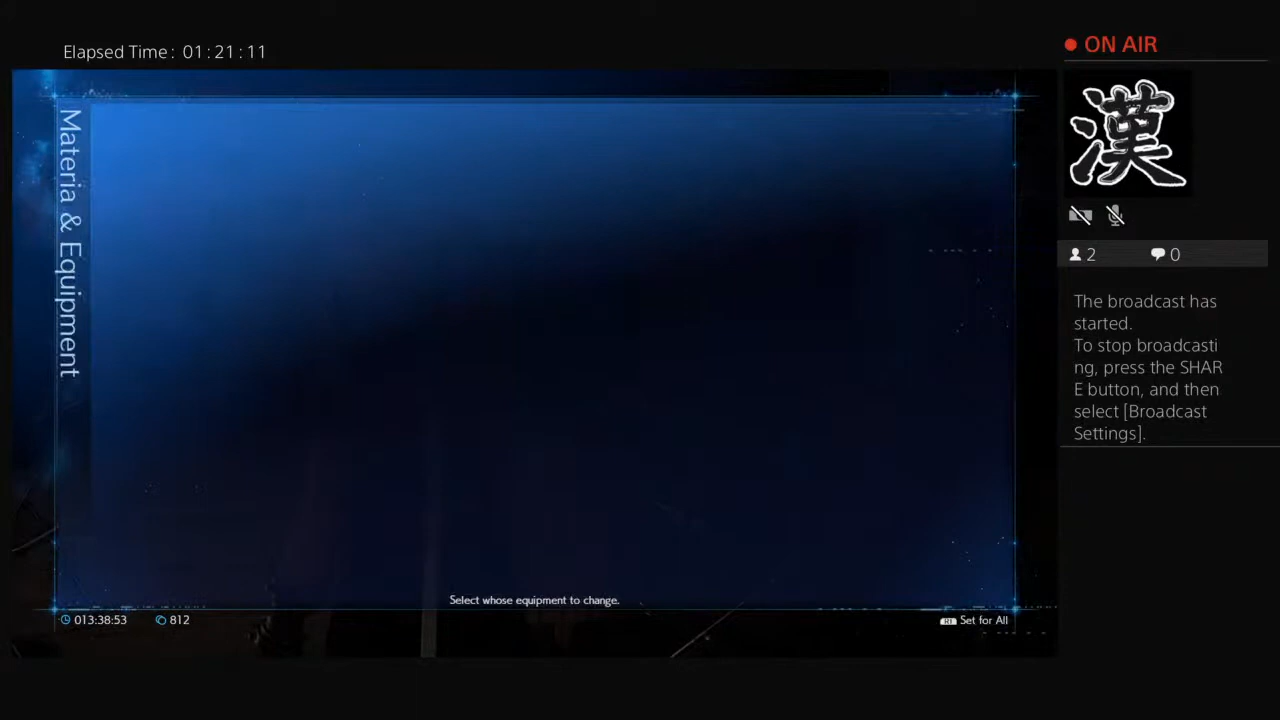 Elapsed Time: 01:21:11
ON AIR
漢
2
0
The broadcast has
started.
To stop broadcasti
ng, press the SHAR
E button, and then
select [Broadcast
Settings].
Materia & Equipment
Select whose equipment to change.
013:38:53
812
R1 Set for All